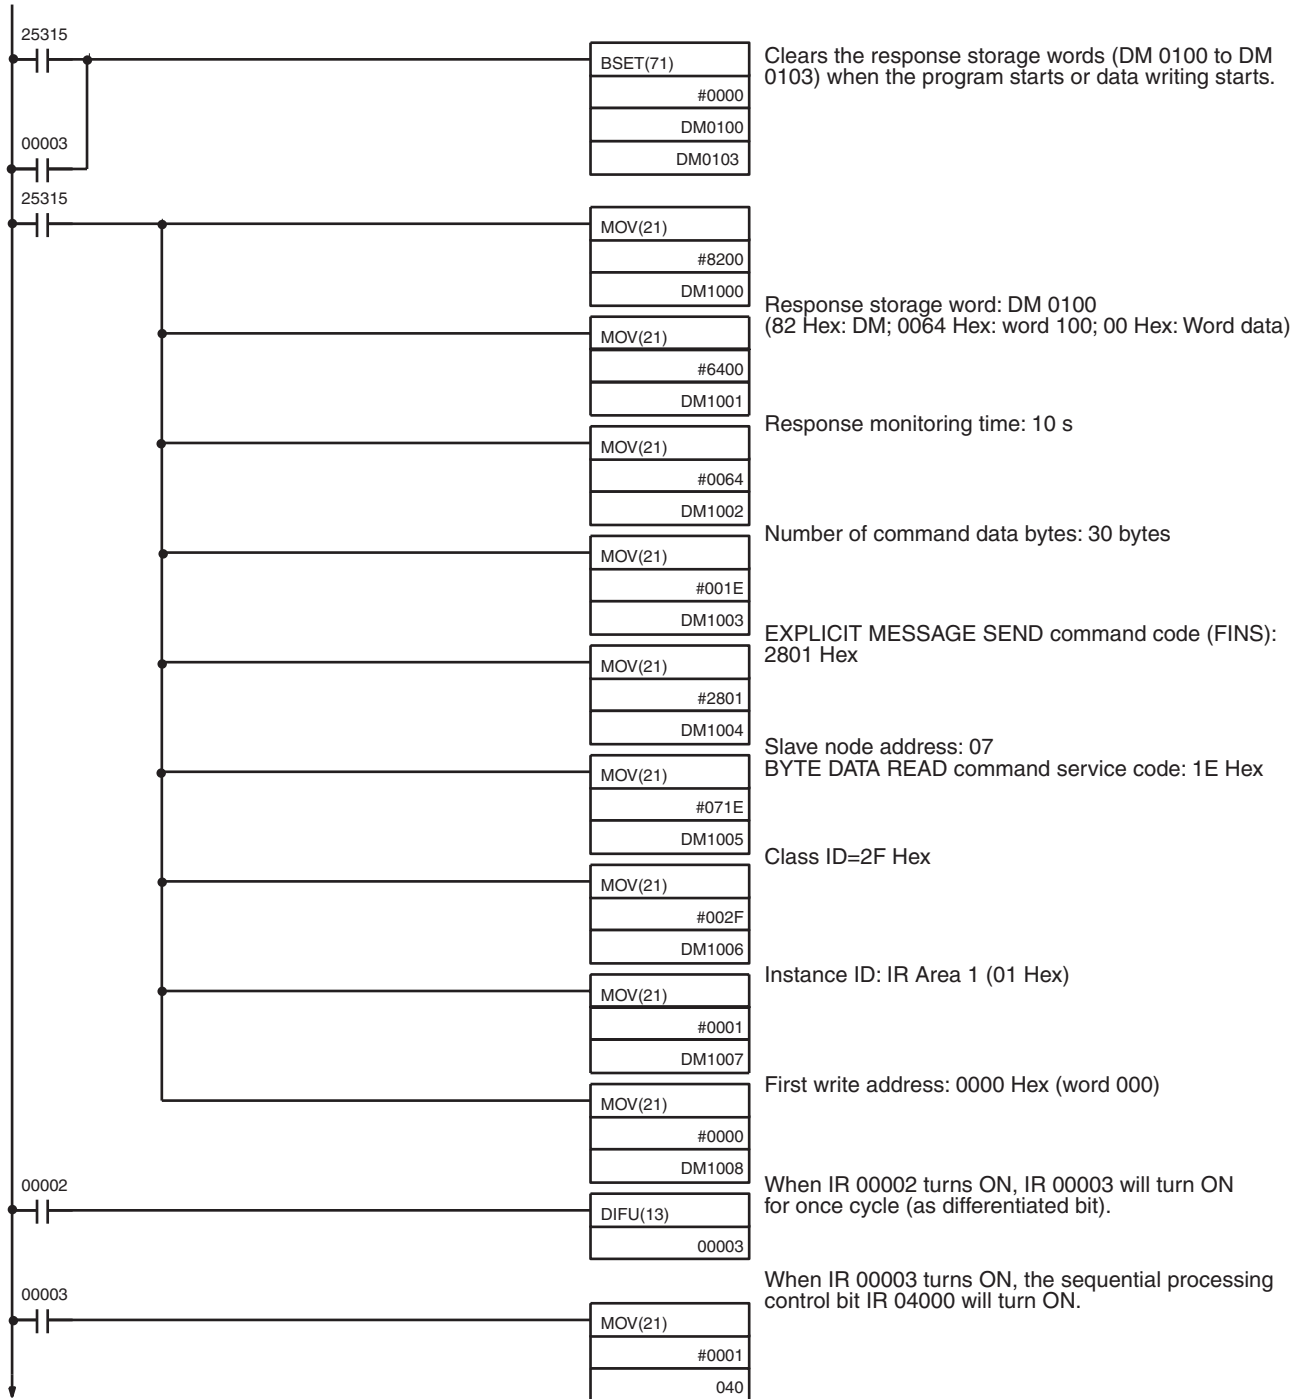 25315
BSET(71)
#0000
DM0100
DM0103
Clears the response storage words (DM 0100 to DM
0103) when the program starts or data writing starts.
00003
25315
MOV(21)
#8200
DM1000
Response storage word: DM 0100
(82 Hex: DM; 0064 Hex: word 100; 00 Hex: Word data)
MOV(21)
#6400
DM1001
Response monitoring time: 10 s
MOV(21)
#0064
DM1002
Number of command data bytes: 30 bytes
MOV(21)
#001E
DM1003
EXPLICIT MESSAGE SEND command code (FINS):
2801 Hex
MOV(21)
#2801
DM1004
Slave node address: 07
BYTE DATA READ command service code: 1E Hex
MOV(21)
#071E
DM1005
Class ID=2F Hex
MOV(21)
#002F
DM1006
Instance ID: IR Area 1 (01 Hex)
MOV(21)
#0001
DM1007
First write address: 0000 Hex (word 000)
MOV(21)
#0000
DM1008
00002
When IR 00002 turns ON, IR 00003 will turn ON
for once cycle (as differentiated bit).
DIFU(13)
00003
00003
When IR 00003 turns ON, the sequential processing
control bit IR 04000 will turn ON.
MOV(21)
#0001
040